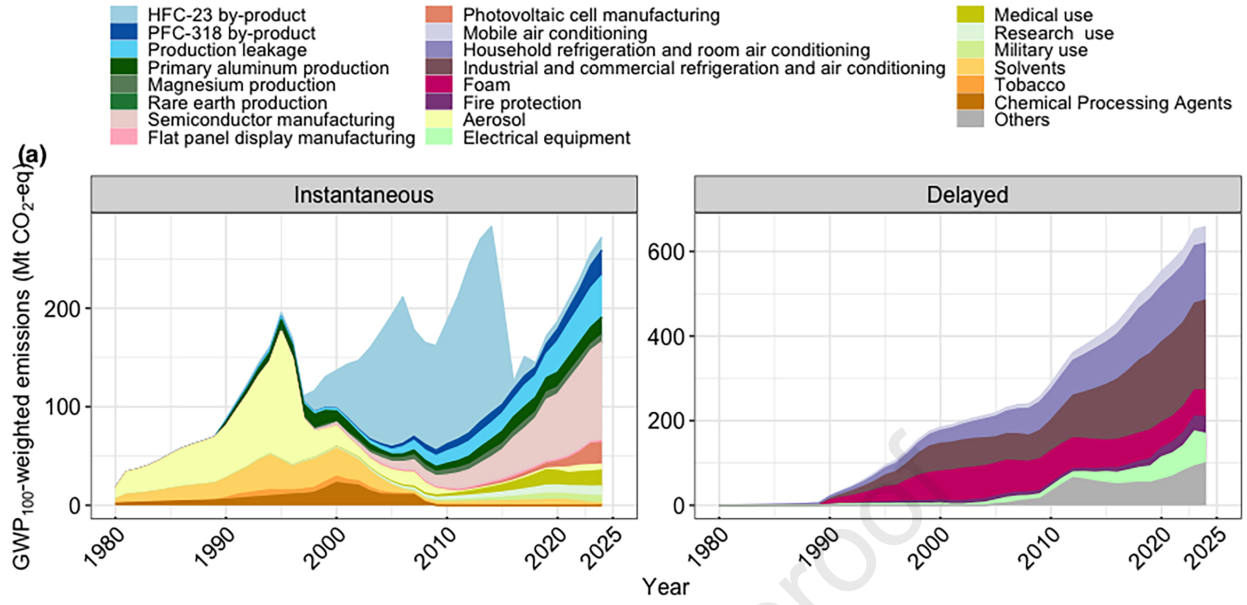 HFC-23 by-product
PFC-318 by-product
Production leakage
Primary aluminum production
Magnesium production
Rare earth production
Semiconductor manufacturing
Flat panel display manufacturing
Photovoltaic cell manufacturing
Mobile air conditioning
Household refrigeration and room air conditioning
Industrial and commercial refrigeration and air conditioning
Foam
Fire protection
Aerosol
Electrical equipment
Medical use
Research use
Military use
Solvents
Tobacco
Chemical Processing Agents
Others
(a)
GWP₁₀₀-weighted emissions (Mt CO₂-eq)
Instantaneous
200
100
0
1980
1990
2000
2010
2020
2025
Delayed
600
400
200
0
1980
1990
2000
2010
2020
2025
Year
proof